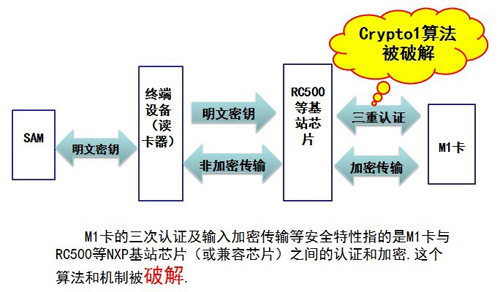 Crypto1算法
被破解
SAM
明文密钥
终端
设备
(读
卡器)
明文密钥
非加密传输
RC500
等基
站芯
片
三重认证
加密传输
M1卡
M1卡的三次认证及输入加密传输等安全特性指的是M1卡与
RC500等NXP基站芯片（或兼容芯片）之间的认证和加密.这个
算法和机制被破解.